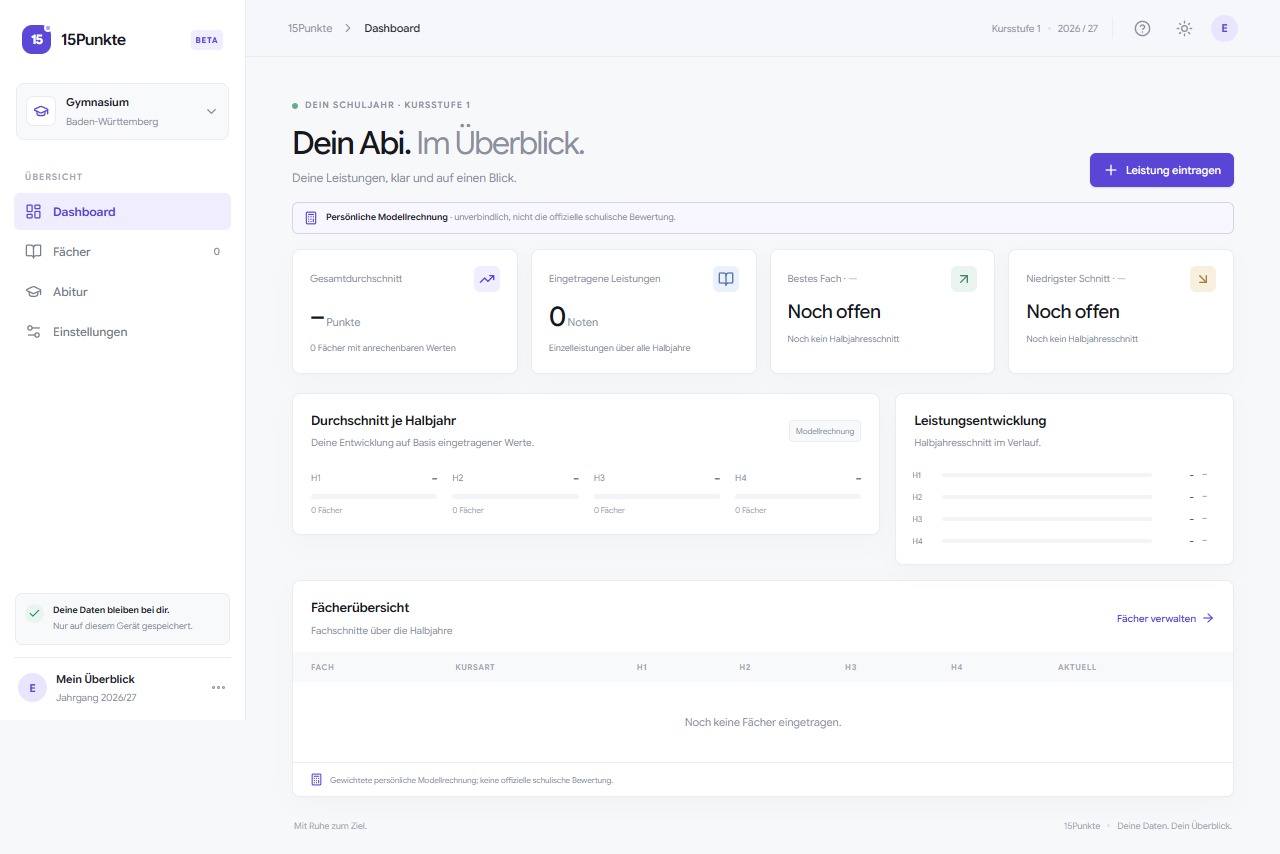 15
15Punkte
BETA
Gymnasium
Baden-Württemberg
ÜBERSICHT
Dashboard
Fächer
0
Abitur
Einstellungen
Deine Daten bleiben bei dir.
Nur auf diesem Gerät gespeichert.
E
Mein Überblick
Jahrgang 2026/27
15Punkte
Dashboard
Kursstufe 1 · 2026 / 27
E
DEIN SCHULJAHR · KURSSTUFE 1
Dein Abi. Im Überblick.
Deine Leistungen, klar und auf einen Blick.
Leistung eintragen
Persönliche Modellrechnung · unverbindlich, nicht die offizielle schulische Bewertung.
Gesamtdurchschnitt
– Punkte
0 Fächer mit anrechenbaren Werten
Eingetragene Leistungen
0 Noten
Einzelleistungen über alle Halbjahre
Bestes Fach · —
Noch offen
Noch kein Halbjahresschnitt
Niedrigster Schnitt · —
Noch offen
Noch kein Halbjahresschnitt
Durchschnitt je Halbjahr
Deine Entwicklung auf Basis eingetragener Werte.
Modellrechnung
H1 –
0 Fächer
H2 –
0 Fächer
H3 –
0 Fächer
H4 –
0 Fächer
Leistungsentwicklung
Halbjahresschnitt im Verlauf.
H1 – –
H2 – –
H3 – –
H4 – –
Fächerübersicht
Fachschnitte über die Halbjahre
Fächer verwalten
FACH KURSART H1 H2 H3 H4 AKTUELL
Noch keine Fächer eingetragen.
Gewichtete persönliche Modellrechnung; keine offizielle schulische Bewertung.
Mit Ruhe zum Ziel.
15Punkte · Deine Daten. Dein Überblick.